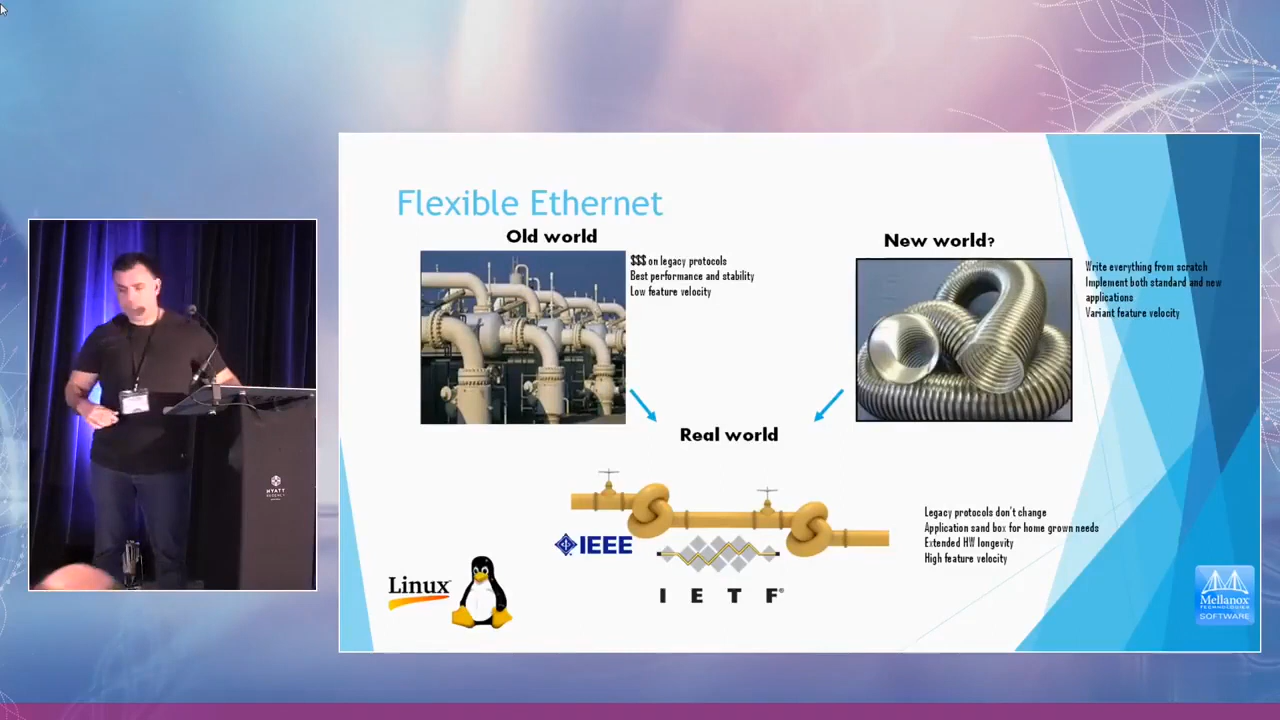 Flexible Ethernet
Old world
$$$ on legacy protocols
Best performance and stability
Low feature velocity
New world?
Write everything from scratch
Implement both standard and new
applications
Variant feature velocity
Real world
Legacy protocols don't change
Application sand box for home grown needs
Extended HW longevity
High feature velocity
IEEE
I E T F®
Linux
Mellanox
TECHNOLOGIES
SOFTWARE
HYATT
REGENCY